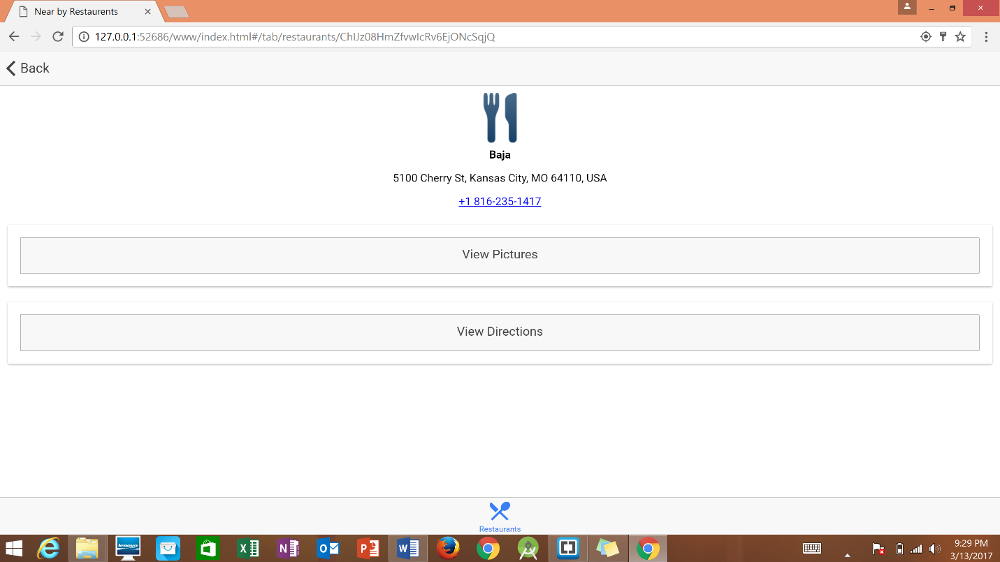 Near by Restaurents
127.0.0.1:52686/www/index.html#/tab/restaurants/ChIJz08HmZfvwIcRv6EjONcSqjQ
Back
Baja
5100 Cherry St, Kansas City, MO 64110, USA
+1 816-235-1417
View Pictures
View Directions
Restaurants
lenovo
9:29 PM
3/13/2017